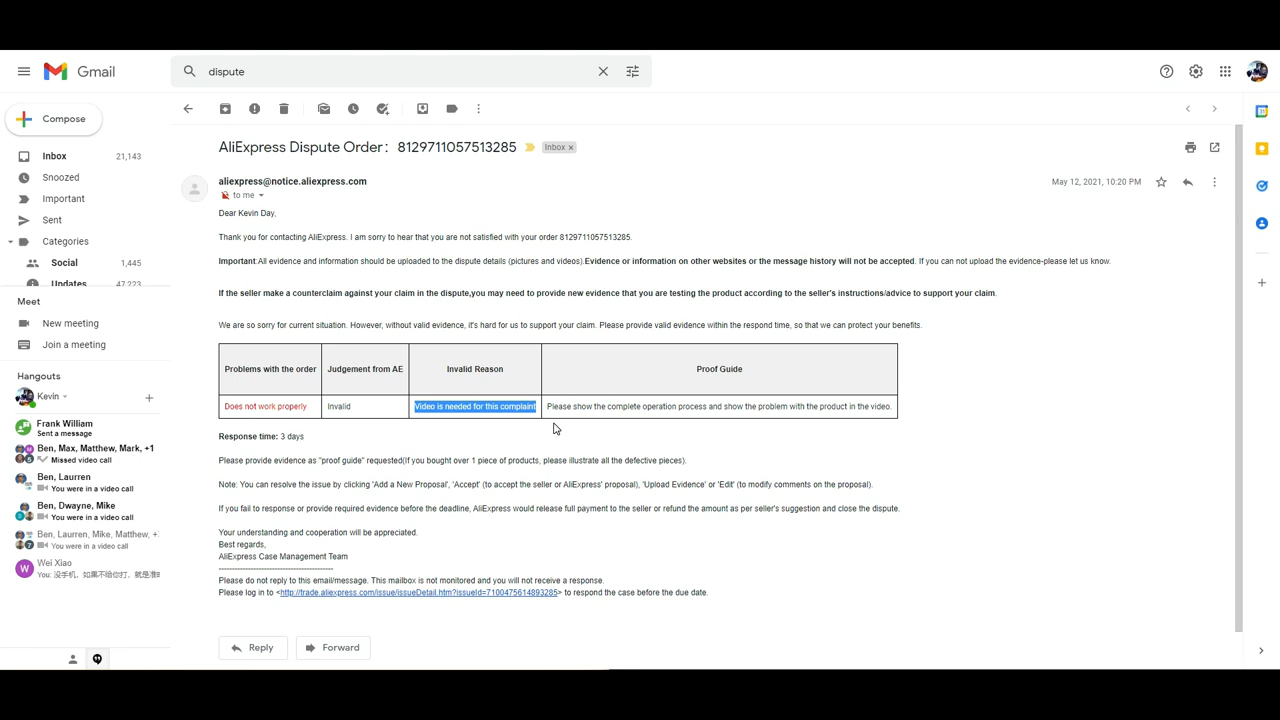 Gmail
dispute
Compose
AliExpress Dispute Order: 8129711057513285
Inbox ×
Inbox 21,143
Snoozed
Important
Sent
Categories
Social 1,445
Updates 47,223
Meet
New meeting
Join a meeting
Hangouts
Kevin
Frank William
Sent a message
Ben, Max, Matthew, Mark, +1
Missed video call
Ben, Laurren
You were in a video call
Ben, Dwayne, Mike
You were in a video call
Ben, Laurren, Mike, Matthew, +
You were in a video call
Wei Xiao
You: 没手机，如果不给你打，就是准
aliexpress@notice.aliexpress.com
May 12, 2021, 10:20 PM
to me
Dear Kevin Day,
Thank you for contacting AliExpress. I am sorry to hear that you are not satisfied with your order 8129711057513285.
Important:All evidence and information should be uploaded to the dispute details (pictures and videos).Evidence or information on other websites or the message history will not be accepted. If you can not upload the evidence-please let us know.
If the seller make a counterclaim against your claim in the dispute,you may need to provide new evidence that you are testing the product according to the seller's instructions/advice to support your claim.
We are so sorry for current situation. However, without valid evidence, it's hard for us to support your claim. Please provide valid evidence within the respond time, so that we can protect your benefits.
Problems with the order Judgement from AE Invalid Reason Proof Guide
Does not work properly Invalid Video is needed for this complaint Please show the complete operation process and show the problem with the product in the video.
Response time: 3 days
Please provide evidence as "proof guide" requested(If you bought over 1 piece of products, please illustrate all the defective pieces).
Note: You can resolve the issue by clicking 'Add a New Proposal', 'Accept' (to accept the seller or AliExpress' proposal), 'Upload Evidence' or 'Edit' (to modify comments on the proposal).
If you fail to response or provide required evidence before the deadline, AliExpress would release full payment to the seller or refund the amount as per seller's suggestion and close the dispute.
Your understanding and cooperation will be appreciated.
Best regards,
AliExpress Case Management Team
------------------------------------------
Please do not reply to this email/message. This mailbox is not monitored and you will not receive a response.
Please log in to <http://trade.aliexpress.com/issue/issueDetail.htm?issueId=7100475614893285> to respond the case before the due date.
Reply
Forward